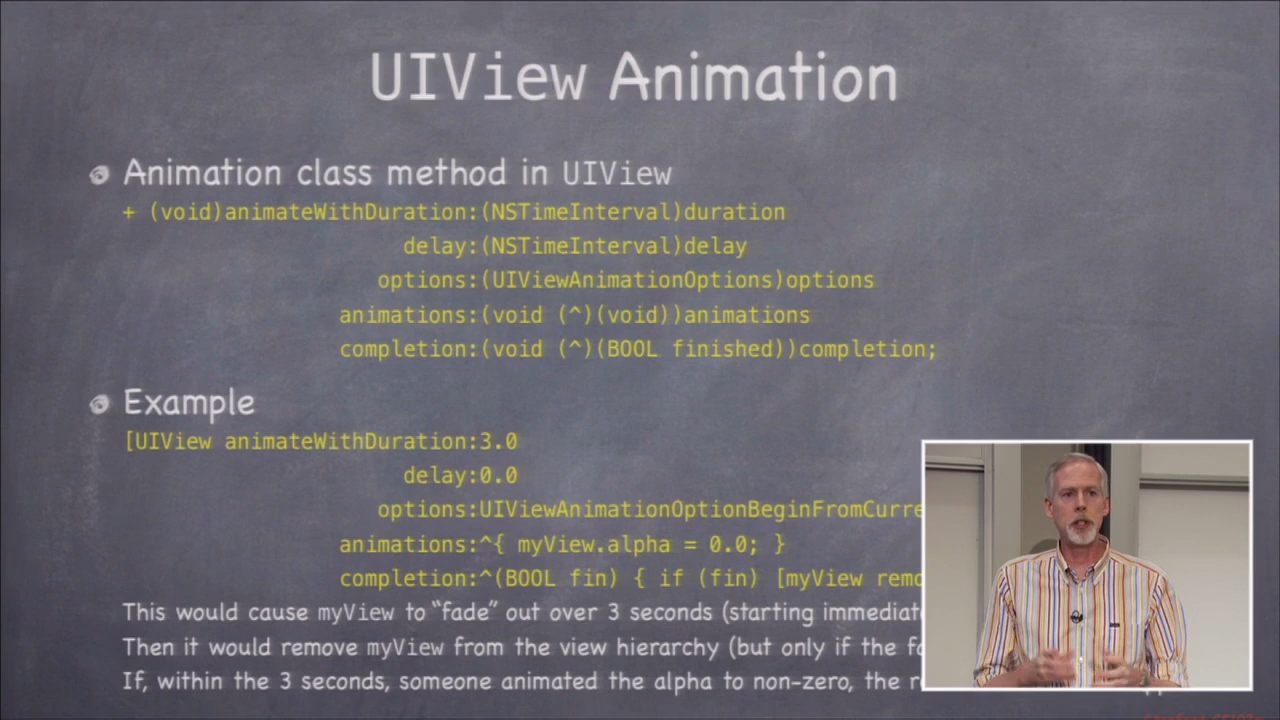 UIView Animation
Animation class method in UIView
+ (void)animateWithDuration:(NSTimeInterval)duration
delay:(NSTimeInterval)delay
options:(UIViewAnimationOptions)options
animations:(void (^)(void))animations
completion:(void (^)(BOOL finished))completion;
Example
[UIView animateWithDuration:3.0
delay:0.0
options:UIViewAnimationOptionBeginFromCurre
animations:^{ myView.alpha = 0.0; }
completion:^(BOOL fin) { if (fin) [myView remo
This would cause myView to “fade” out over 3 seconds (starting immediat
Then it would remove myView from the view hierarchy (but only if the
If, within the 3 seconds, someone animated the alpha to non-zero, the